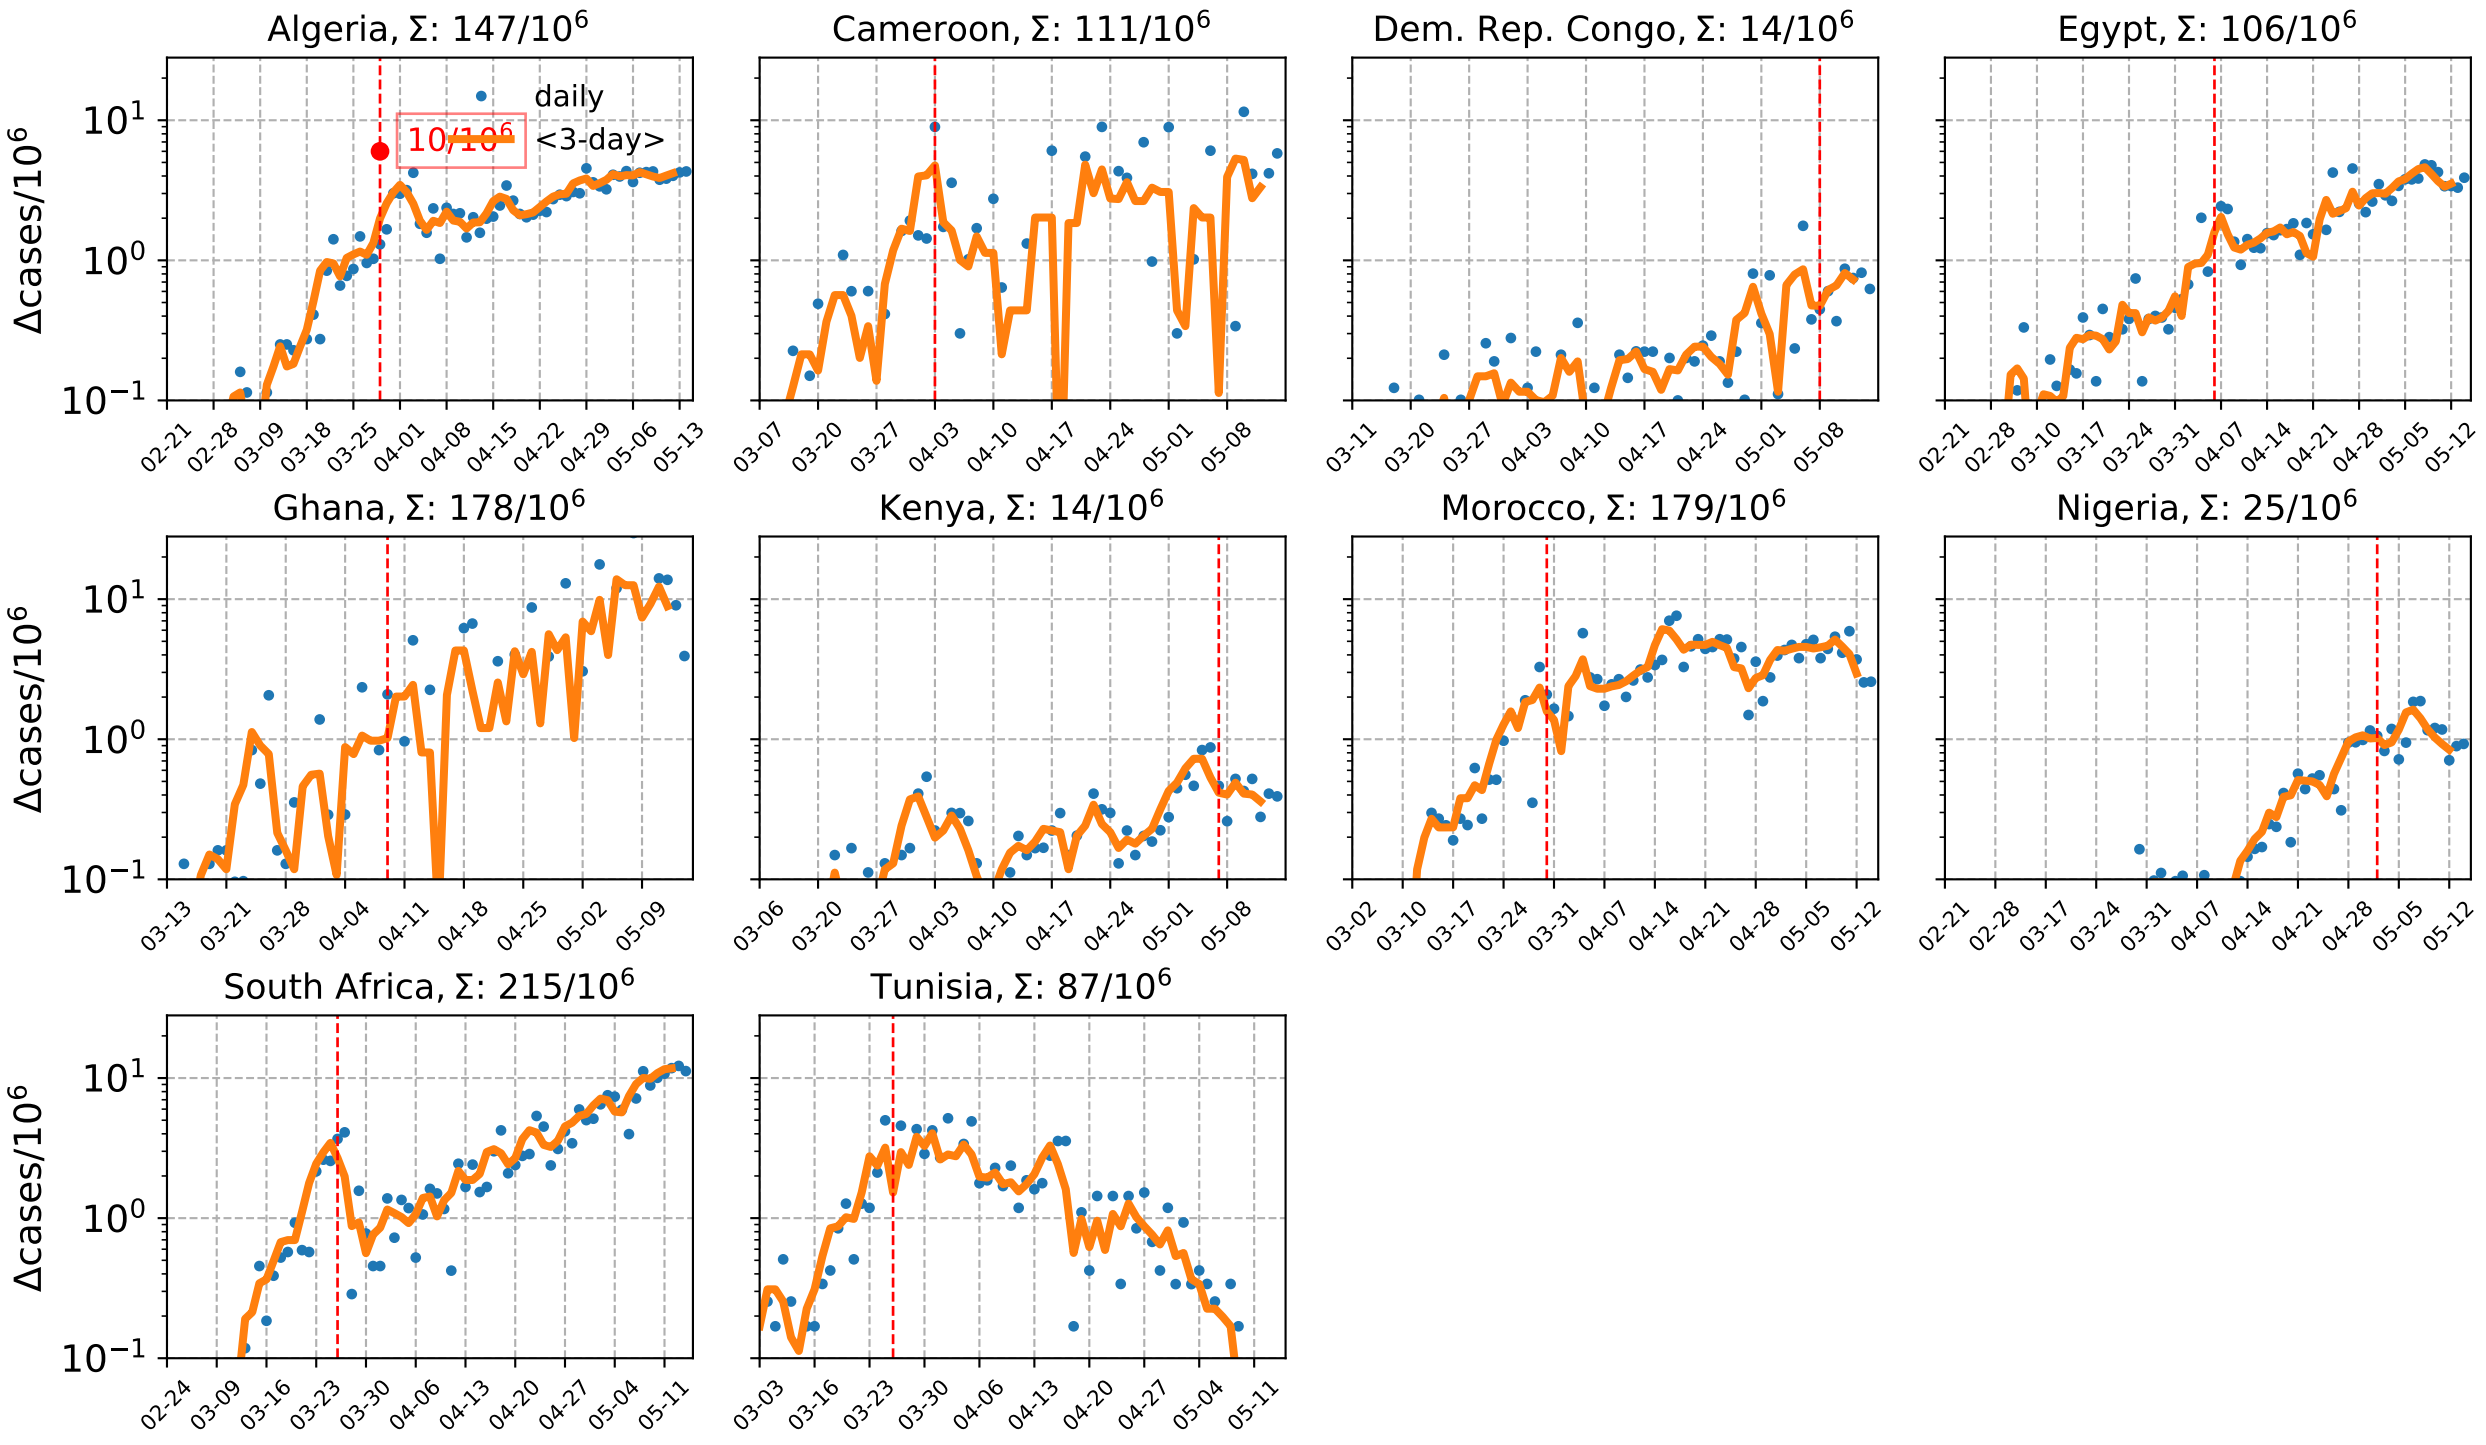 Algeria, Σ: 147/10⁶
Cameroon, Σ: 111/10⁶
Dem. Rep. Congo, Σ: 14/10⁶
Egypt, Σ: 106/10⁶
Δcases/10⁶
10¹
10⁰
10⁻¹
daily
10/10⁶
<3-day>
02-21 02-28 03-09 03-18 03-25 04-01 04-08 04-15 04-22 04-29 05-06 05-13
03-07 03-20 03-27 04-03 04-10 04-17 04-24 05-01 05-08
03-11 03-20 03-27 04-03 04-10 04-17 04-24 05-01 05-08
02-21 02-28 03-10 03-17 03-24 03-31 04-07 04-14 04-21 04-28 05-05 05-12
Ghana, Σ: 178/10⁶
Kenya, Σ: 14/10⁶
Morocco, Σ: 179/10⁶
Nigeria, Σ: 25/10⁶
Δcases/10⁶
10¹
10⁰
10⁻¹
03-13 03-21 03-28 04-04 04-11 04-18 04-25 05-02 05-09
03-06 03-20 03-27 04-03 04-10 04-17 04-24 05-01 05-08
03-02 03-10 03-17 03-24 03-31 04-07 04-14 04-21 04-28 05-05 05-12
02-21 02-28 03-17 03-24 03-31 04-07 04-14 04-21 04-28 05-05 05-12
South Africa, Σ: 215/10⁶
Tunisia, Σ: 87/10⁶
Δcases/10⁶
10¹
10⁰
10⁻¹
02-24 03-09 03-16 03-23 03-30 04-06 04-13 04-20 04-27 05-04 05-11
03-03 03-16 03-23 03-30 04-06 04-13 04-20 04-27 05-04 05-11